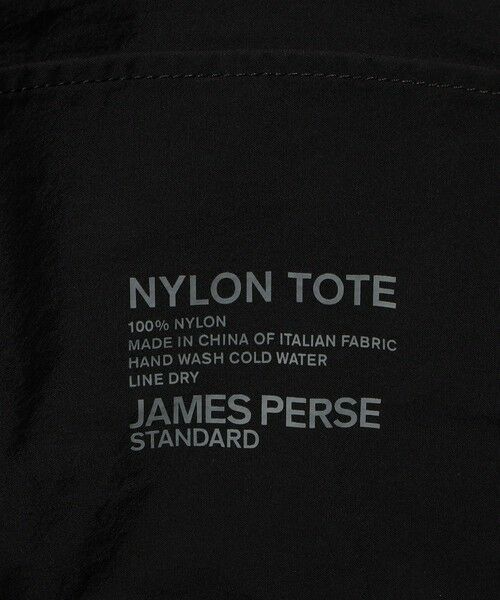 NYLON TOTE
100% NYLON
MADE IN CHINA OF ITALIAN FABRIC
HAND WASH COLD WATER
LINE DRY
JAMES PERSE
STANDARD